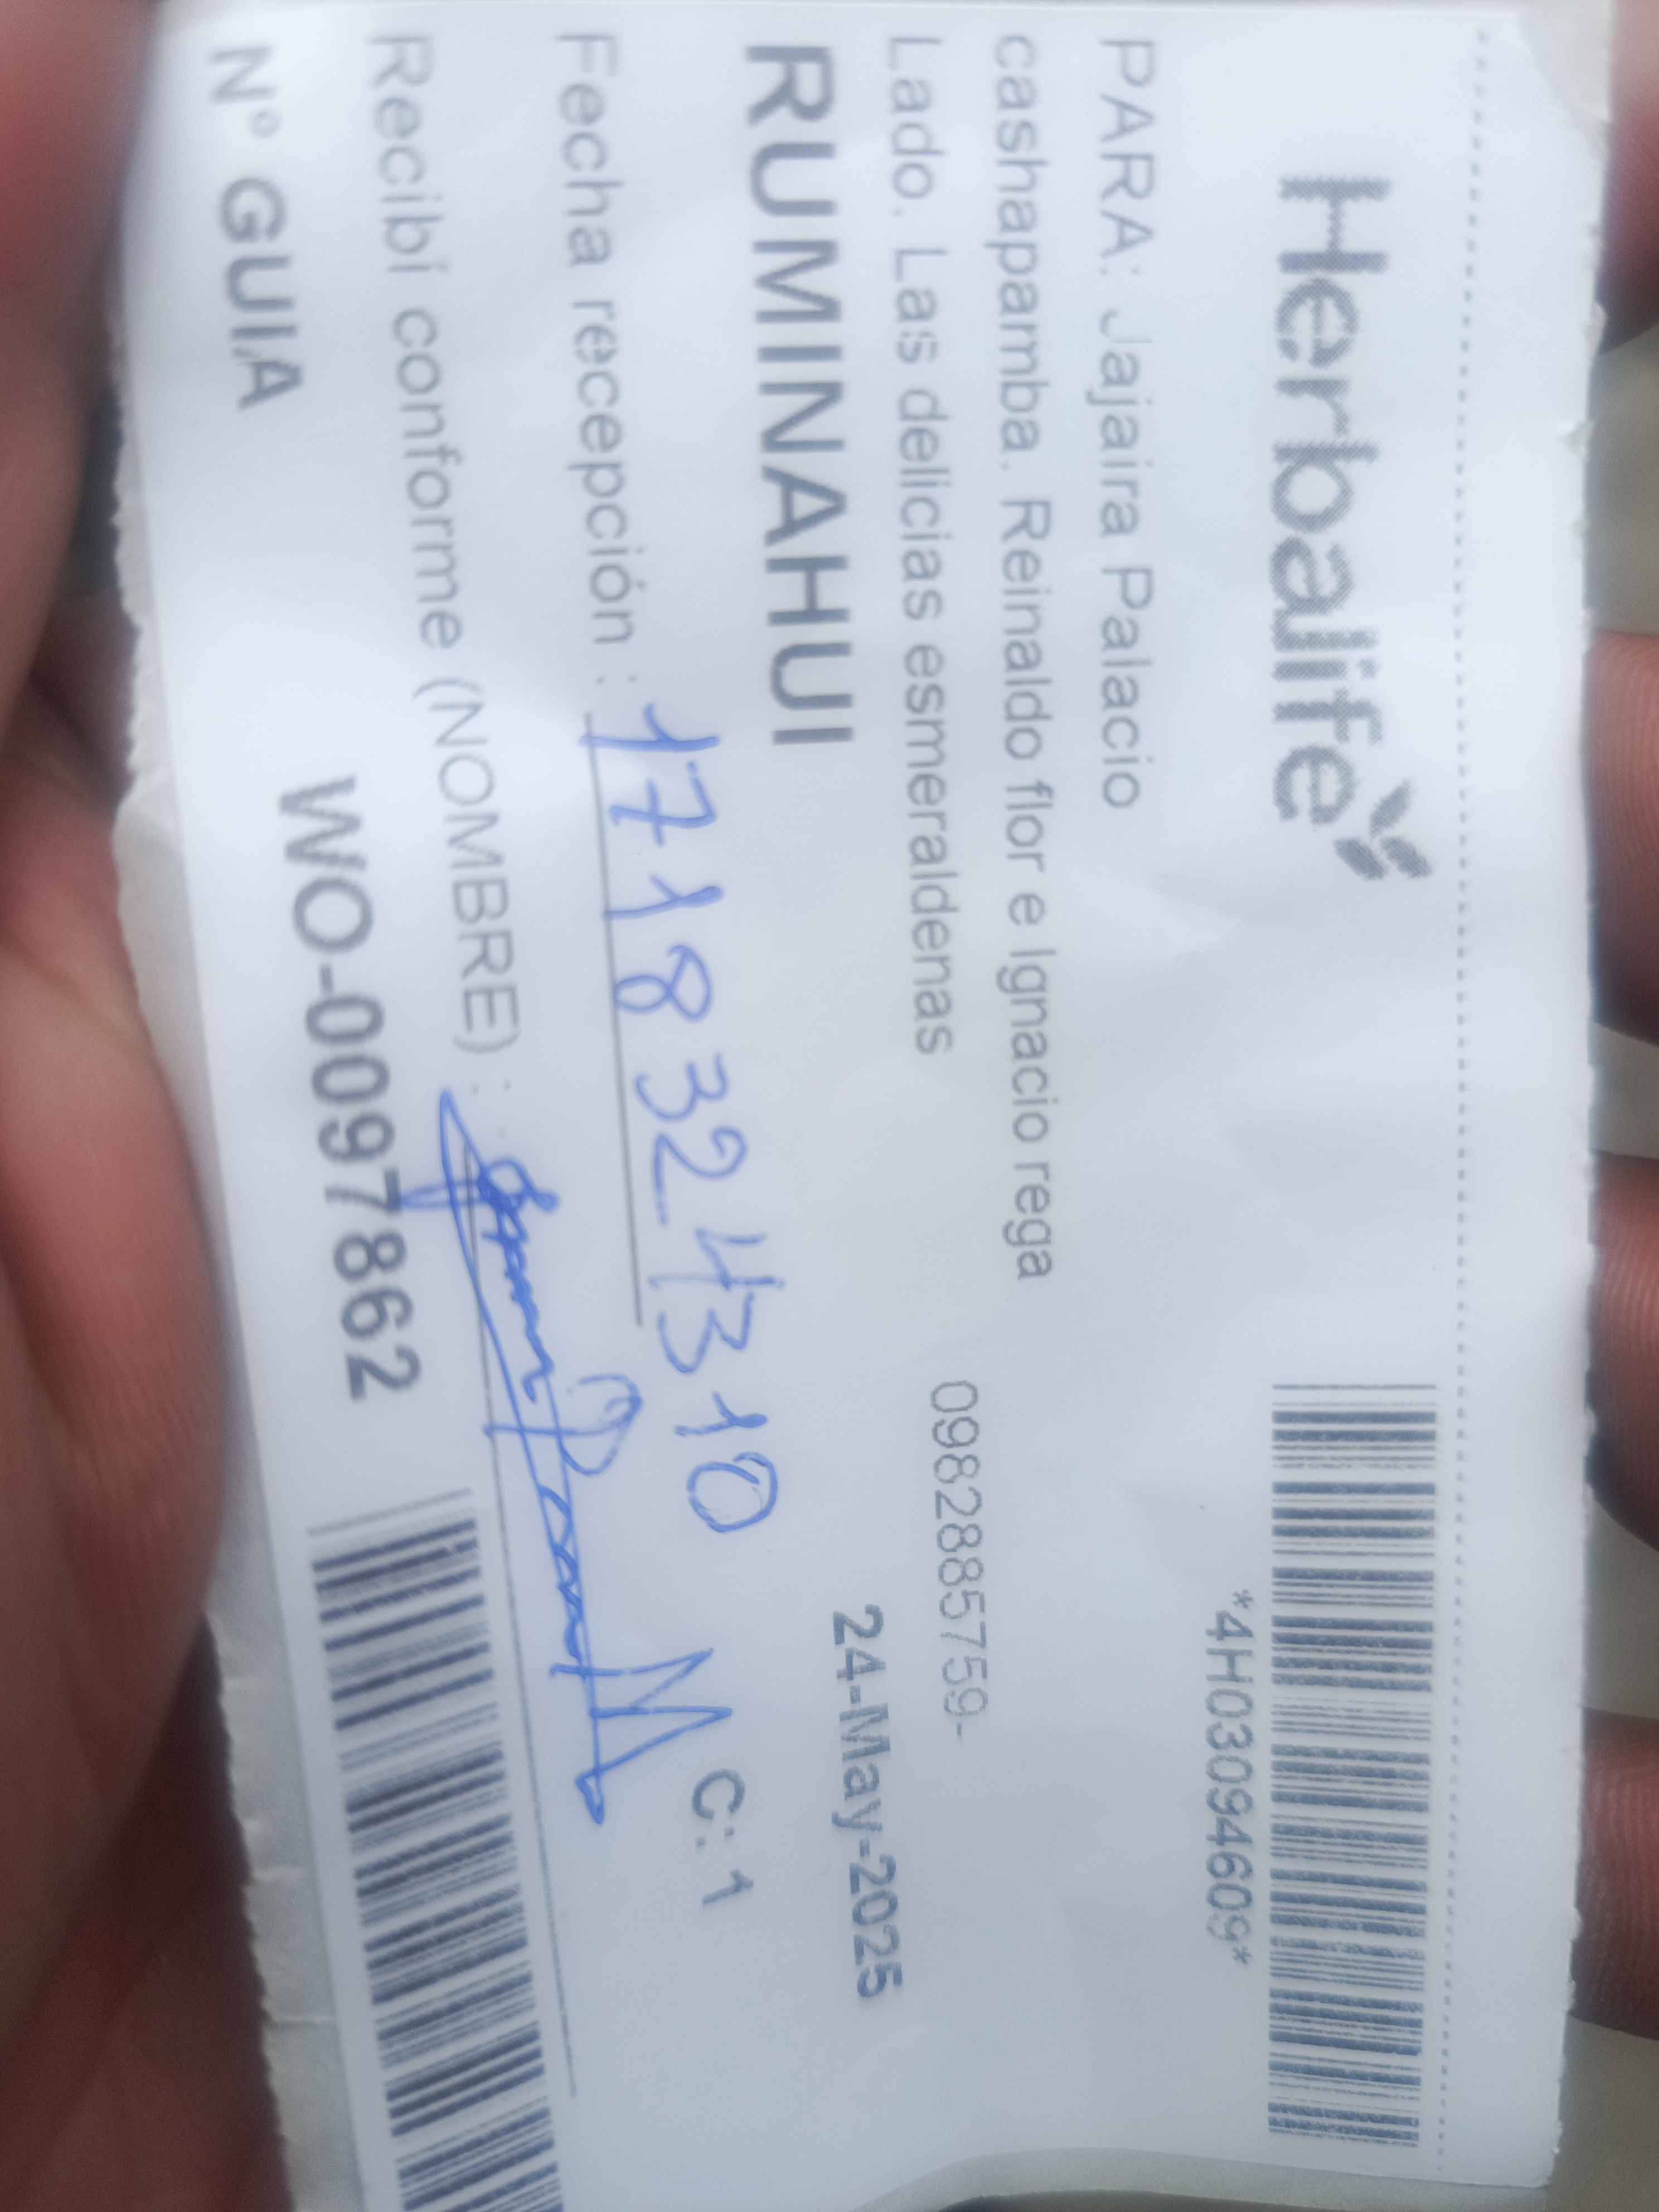 Herbalife
*4H03094609*
PARA: Jajaira Palacio
cashapamba. Reinaldo flor e Ignacio rega
Lado. Las delicias esmeraldenas 0982885759-
RUMINAHUI 24-May-2025
Fecha recepción : 1718324310 C: 1
Recibí conforme (NOMBRE) :
N° GUIA WO-0097862